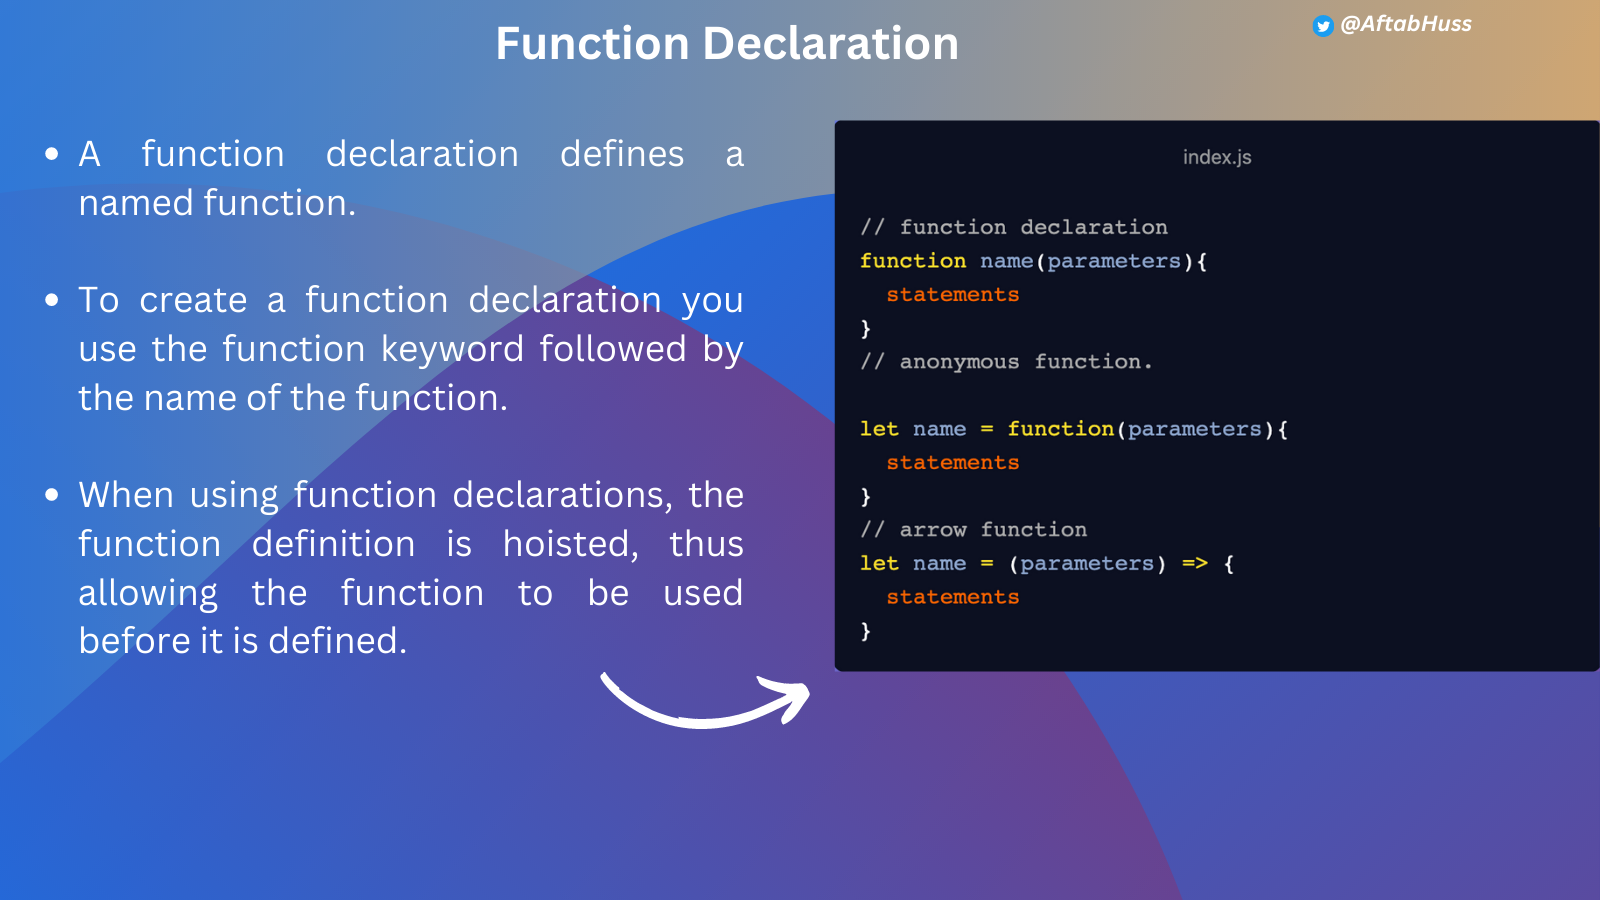 Function Declaration
@AftabHuss
• A function declaration defines a
named function.
• To create a function declaration you
use the function keyword followed by
the name of the function.
• When using function declarations, the
function definition is hoisted, thus
allowing the function to be used
before it is defined.
index.js
// function declaration
function name(parameters){
  statements
}
// anonymous function.
let name = function(parameters){
  statements
}
// arrow function
let name = (parameters) => {
  statements
}